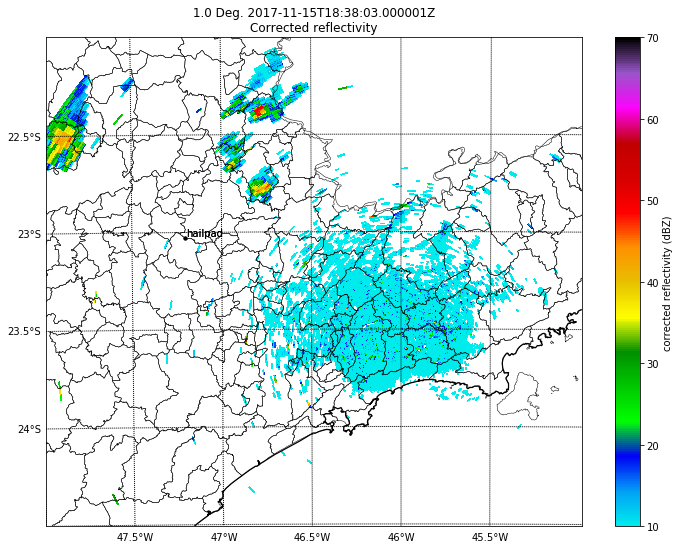 1.0 Deg. 2017-11-15T18:38:03.000001Z
Corrected reflectivity
22.5°S
23°S
23.5°S
24°S
hailpad
47.5°W
47°W
46.5°W
46°W
45.5°W
70
60
50
40
30
20
10
corrected reflectivity (dBZ)